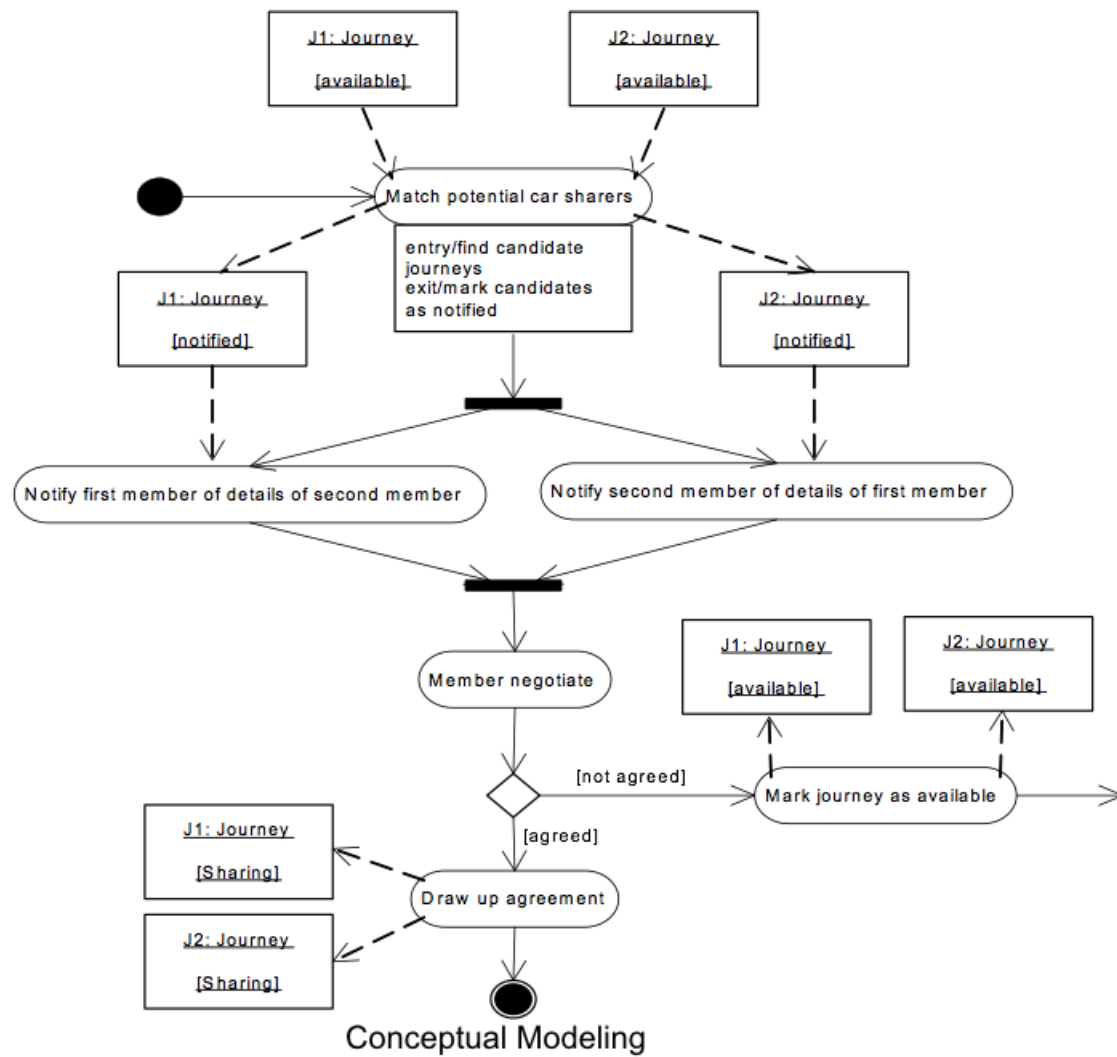 J1: Journey
[available]
J2: Journey
[available]
Match potential car sharers
entry/find candidate
journeys
exit/mark candidates
as notified
J1: Journey
[notified]
J2: Journey
[notified]
Notify first member of details of second member
Notify second member of details of first member
Member negotiate
J1: Journey
[available]
J2: Journey
[available]
[not agreed]
Mark journey as available
[agreed]
J1: Journey
[Sharing]
Draw up agreement
J2: Journey
[Sharing]
Conceptual Modeling